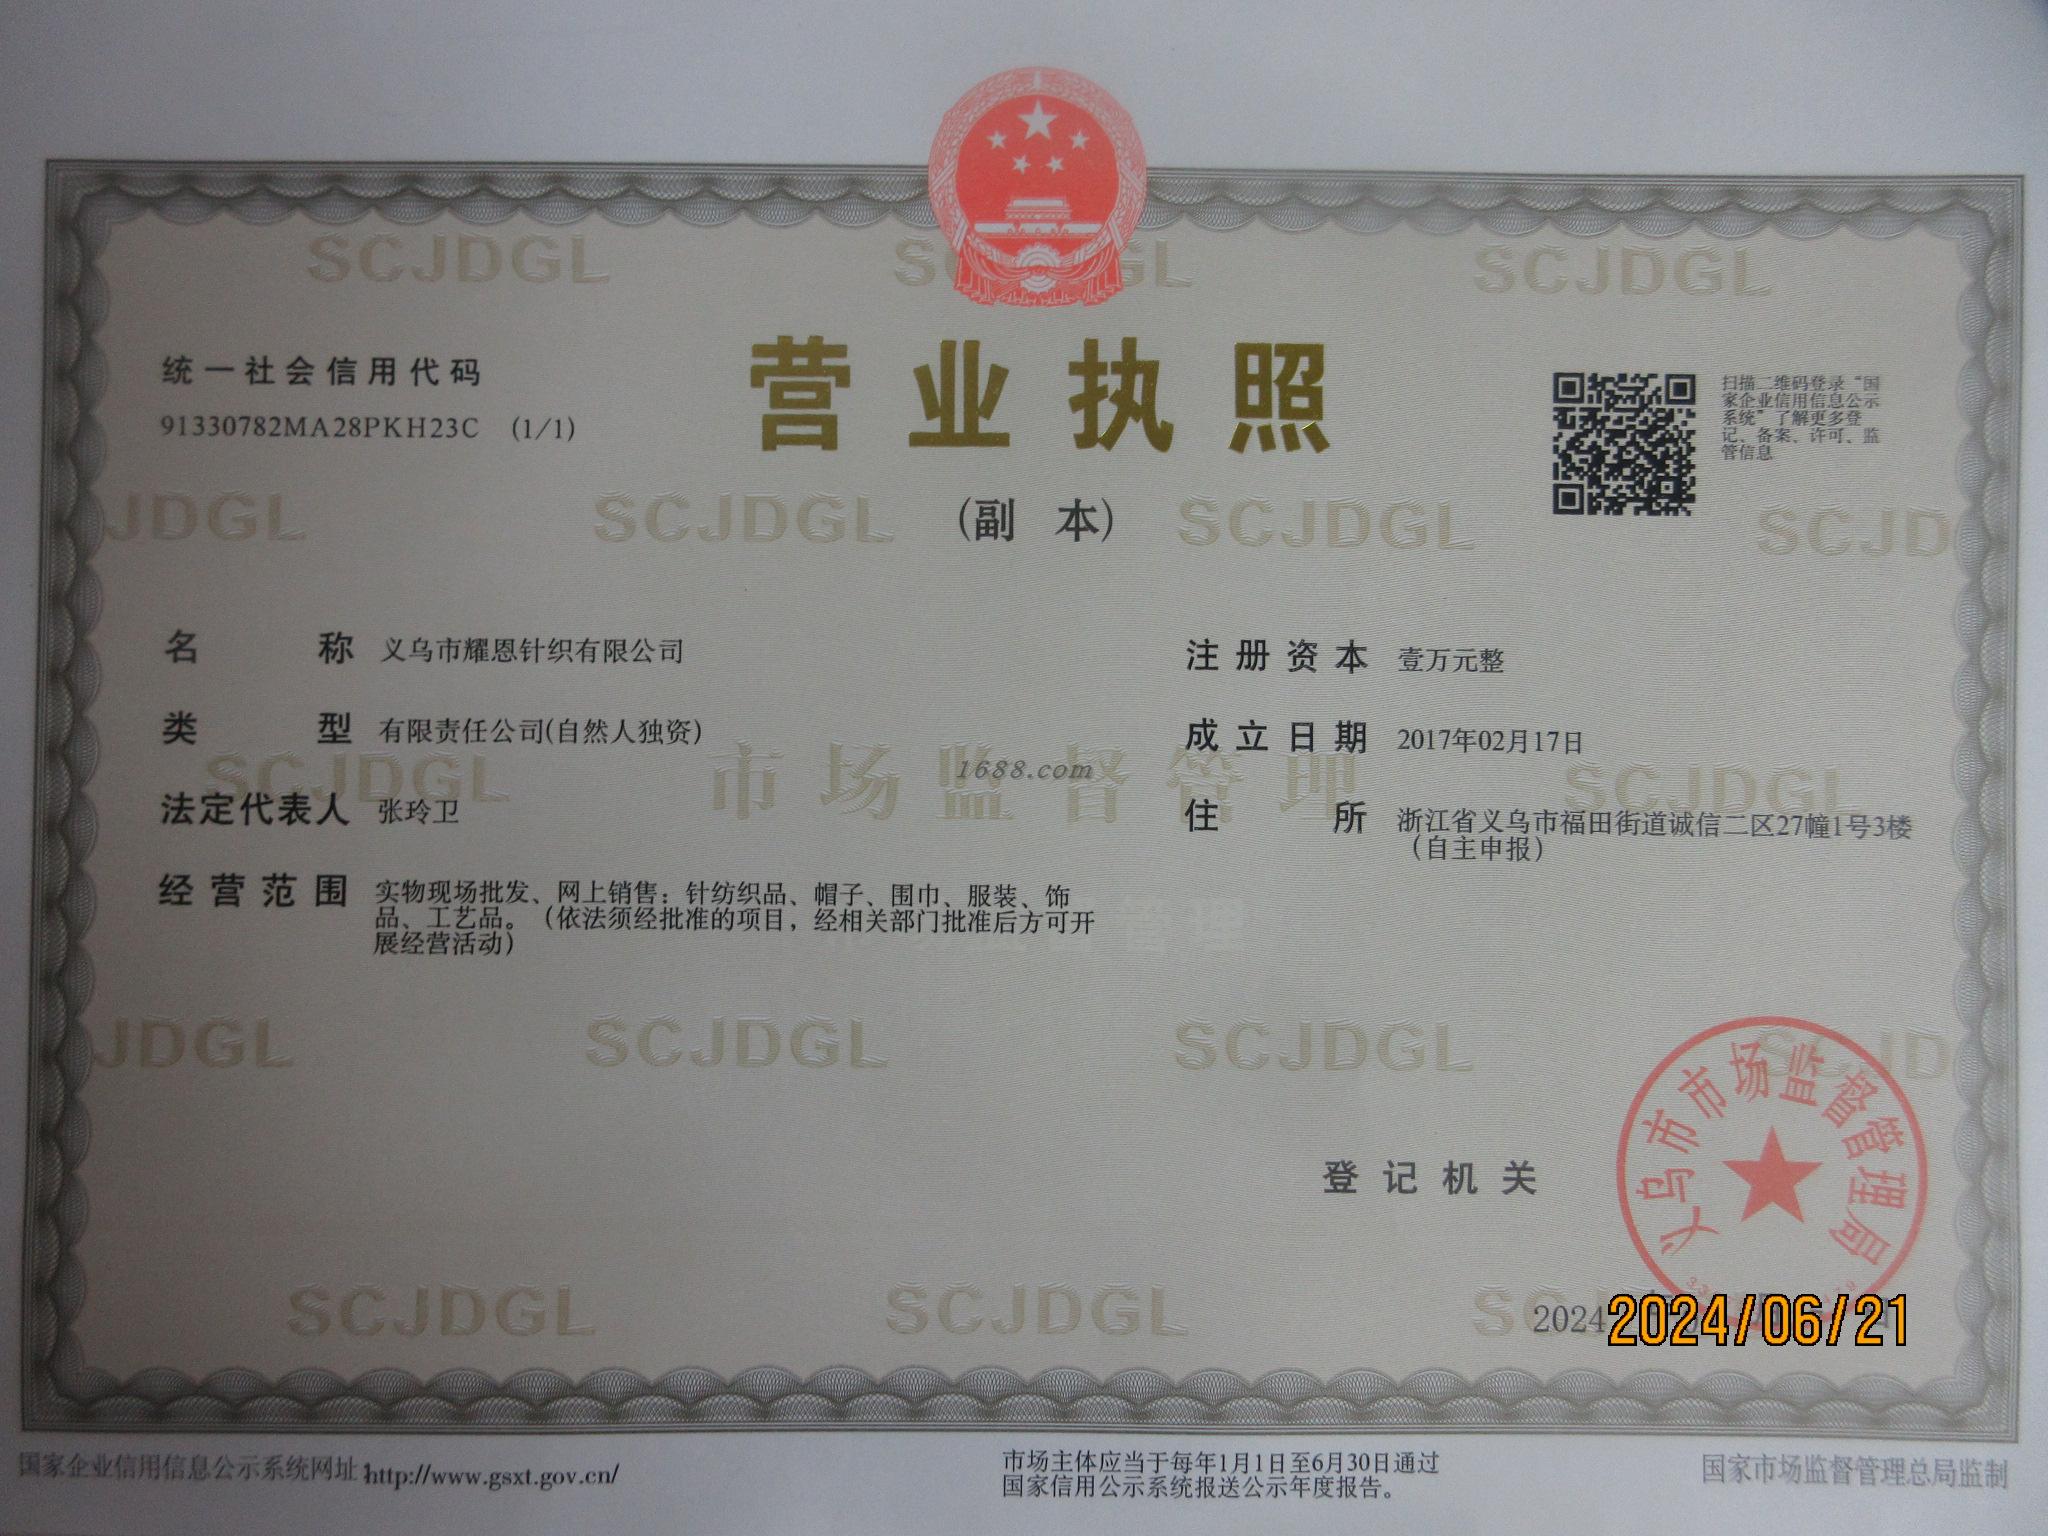 SCJDGL SCJDGL SCJDGL
统一社会信用代码
91330782MA28PKH23C (1/1)
营业执照
(副 本)
扫描二维码登录“国
家企业信用信息公示
系统”了解更多登
记、备案、许可、监
管信息
JDGL SCJDGL SCJDGL SCJD
名 称 义乌市耀恩针织有限公司
注册资本 壹万元整
类 型 有限责任公司(自然人独资)
成立日期 2017年02月17日
SCJDGL 市场监督管理 SCJDGL
1688.com
法定代表人 张玲卫
住 所 浙江省义乌市福田街道诚信二区27幢1号3楼
(自主申报)
经营范围 实物现场批发、网上销售：针纺织品、帽子、围巾、服装、饰
品、工艺品。(依法须经批准的项目，经相关部门批准后方可开
展经营活动)
JDGL SCJDGL SCJDGL SCJD
义乌市市场监督管理局
登记机关
SCJDGL SCJDGL
2024
2024/06/21
国家企业信用信息公示系统网址：http://www.gsxt.gov.cn/
市场主体应当于每年1月1日至6月30日通过
国家信用公示系统报送公示年度报告。
国家市场监督管理总局监制